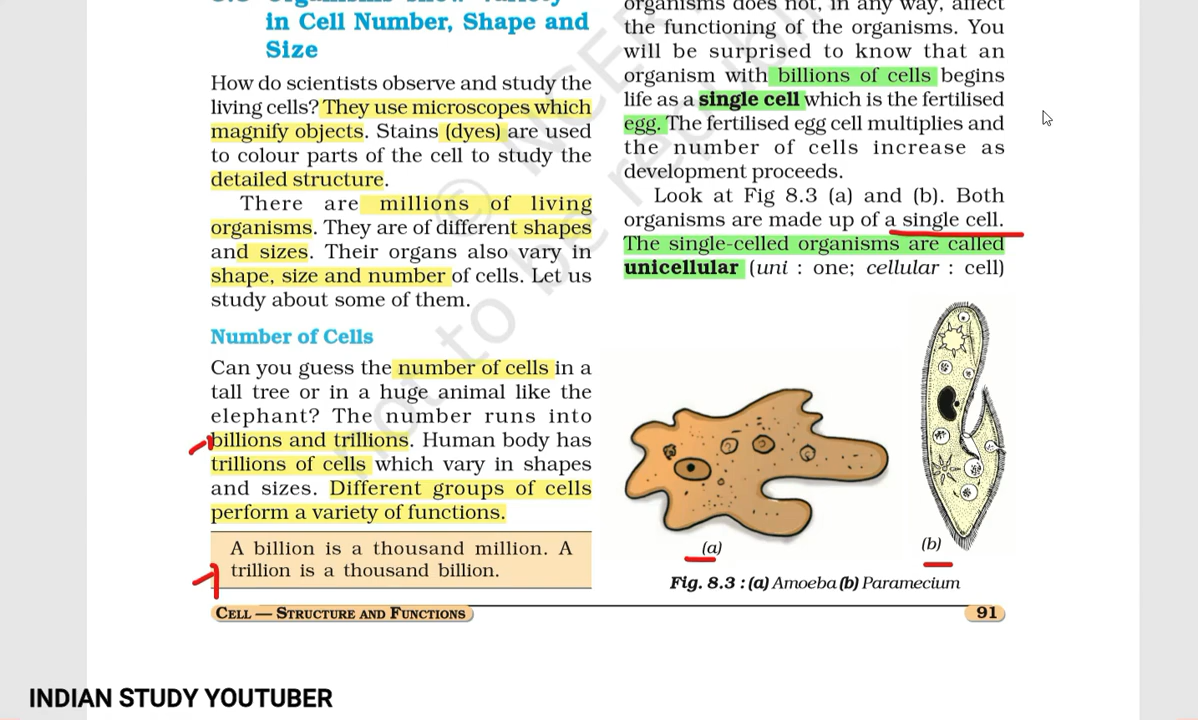 in Cell Number, Shape and
Size
How do scientists observe and study the
living cells? They use microscopes which
magnify objects. Stains (dyes) are used
to colour parts of the cell to study the
detailed structure.
There are millions of living
organisms. They are of different shapes
and sizes. Their organs also vary in
shape, size and number of cells. Let us
study about some of them.
Number of Cells
Can you guess the number of cells in a
tall tree or in a huge animal like the
elephant? The number runs into
billions and trillions. Human body has
trillions of cells which vary in shapes
and sizes. Different groups of cells
perform a variety of functions.
A billion is a thousand million. A
trillion is a thousand billion.
organisms does not, in any way, affect
the functioning of the organisms. You
will be surprised to know that an
organism with billions of cells begins
life as a single cell which is the fertilised
egg. The fertilised egg cell multiplies and
the number of cells increase as
development proceeds.
Look at Fig 8.3 (a) and (b). Both
organisms are made up of a single cell.
The single-celled organisms are called
unicellular (uni : one; cellular : cell)
(a)
(b)
Fig. 8.3 : (a) Amoeba (b) Paramecium
CELL — STRUCTURE AND FUNCTIONS
91
not to be republ
© NCER
INDIAN STUDY YOUTUBER